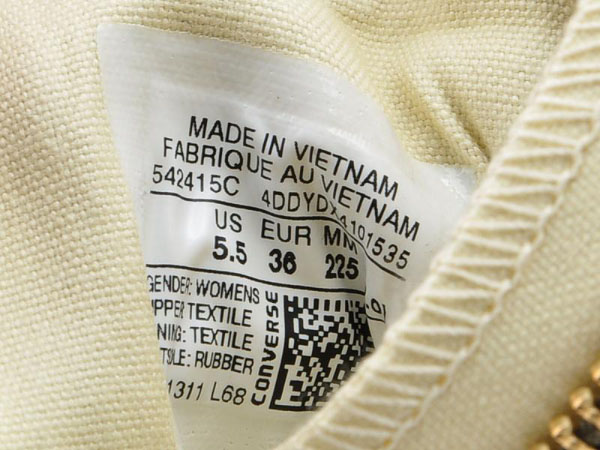 MADE IN VIETNAM
FABRIQUE AU VIETNAM
542415C 4DDYDX4101535
US EUR MM
5.5 36 225
GENDER: WOMENS
UPPER TEXTILE
NING: TEXTILE
TSOLE: RUBBER
1311 L68
CONVERSE